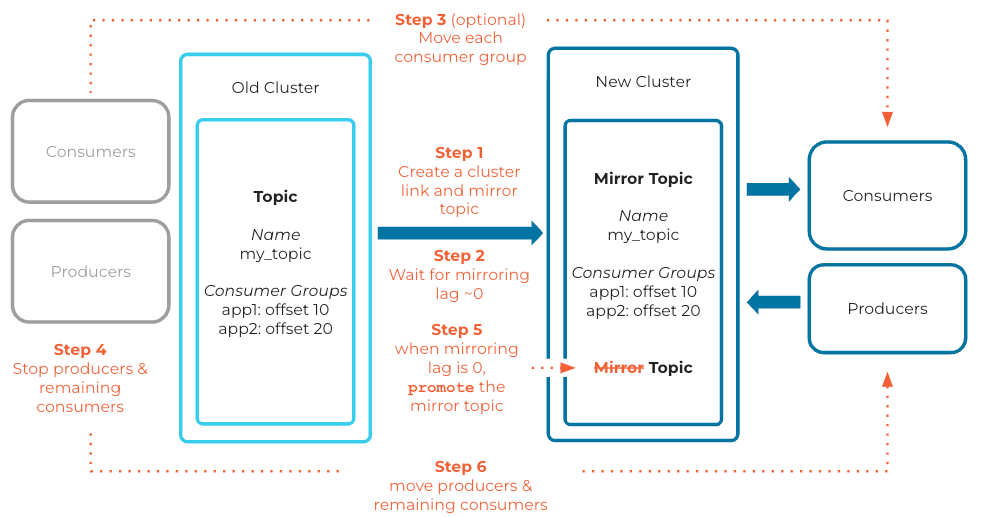 Step 3 (optional)
Move each
consumer group
Old Cluster
New Cluster
Consumers
Producers
Topic
Name
my_topic
Consumer Groups
app1: offset 10
app2: offset 20
Step 1
Create a cluster
link and mirror
topic
Step 2
Wait for mirroring
lag ~0
Step 5
when mirroring
lag is 0,
promote the
mirror topic
Mirror Topic
Name
my_topic
Consumer Groups
app1: offset 10
app2: offset 20
Mirror Topic
Consumers
Producers
Step 4
Stop producers &
remaining
consumers
Step 6
move producers &
remaining consumers